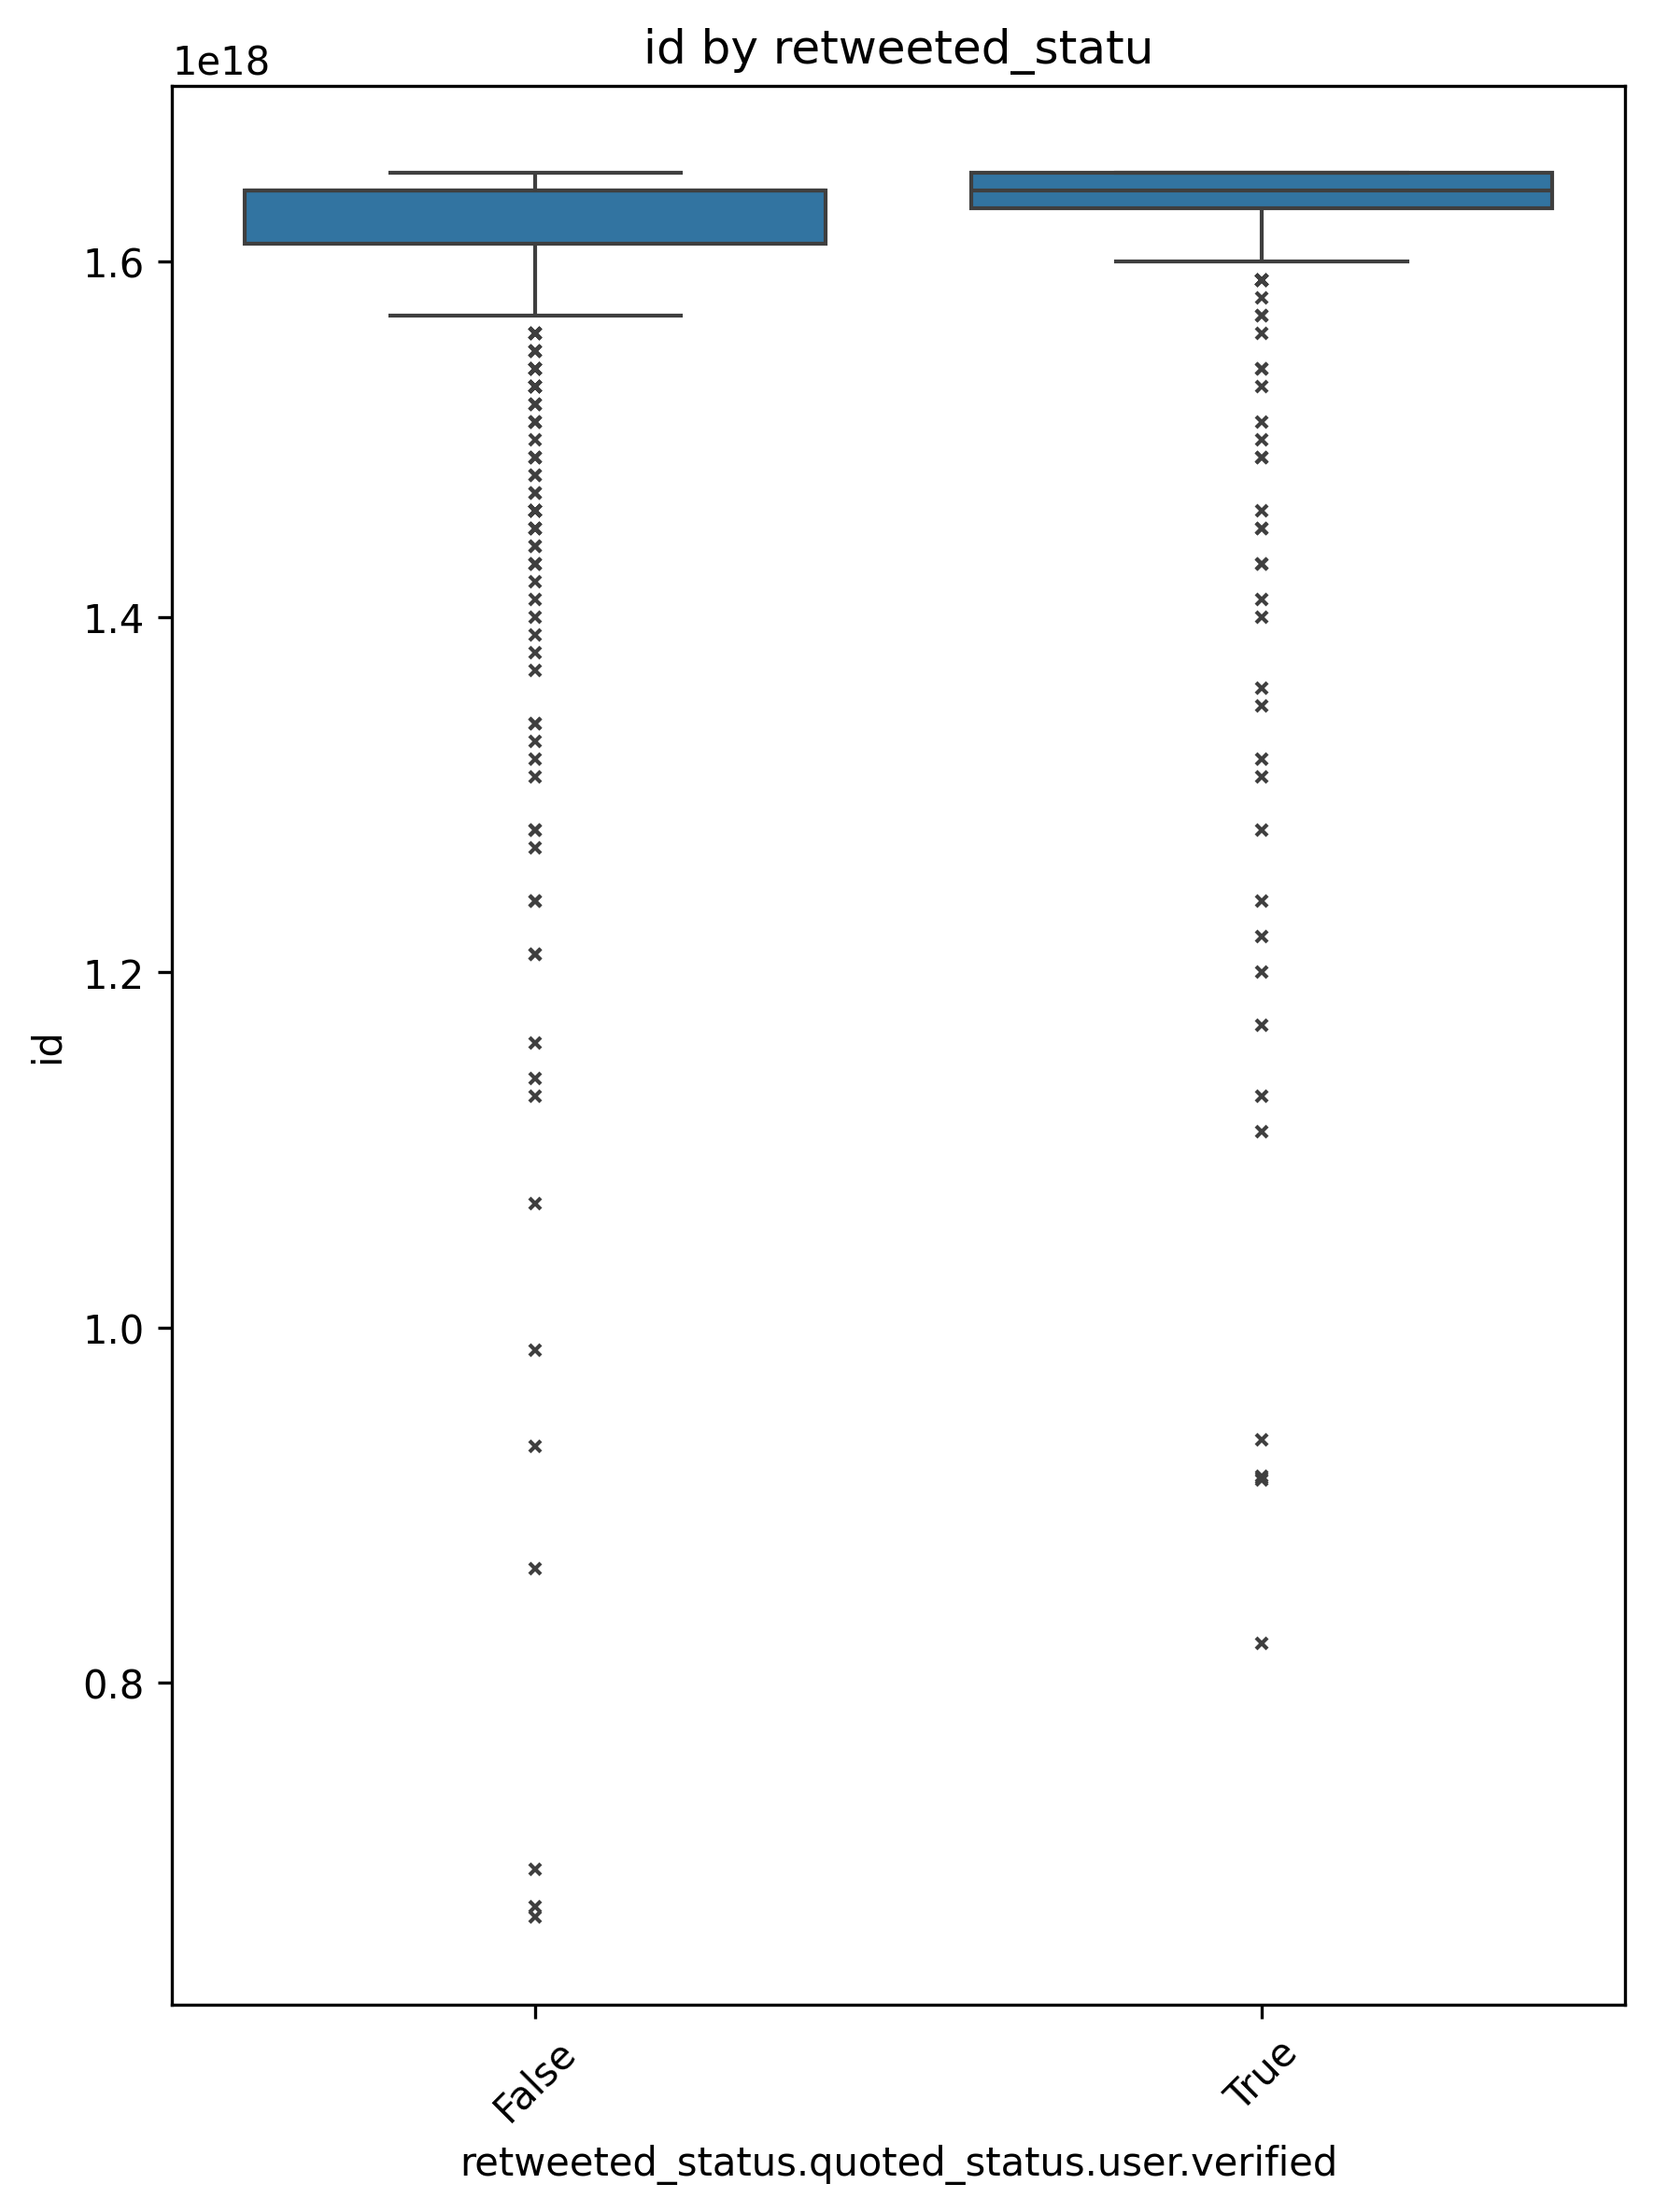 id by retweeted_statu
1e18
1.6
1.4
1.2
1.0
0.8
id
False
True
retweeted_status.quoted_status.user.verified